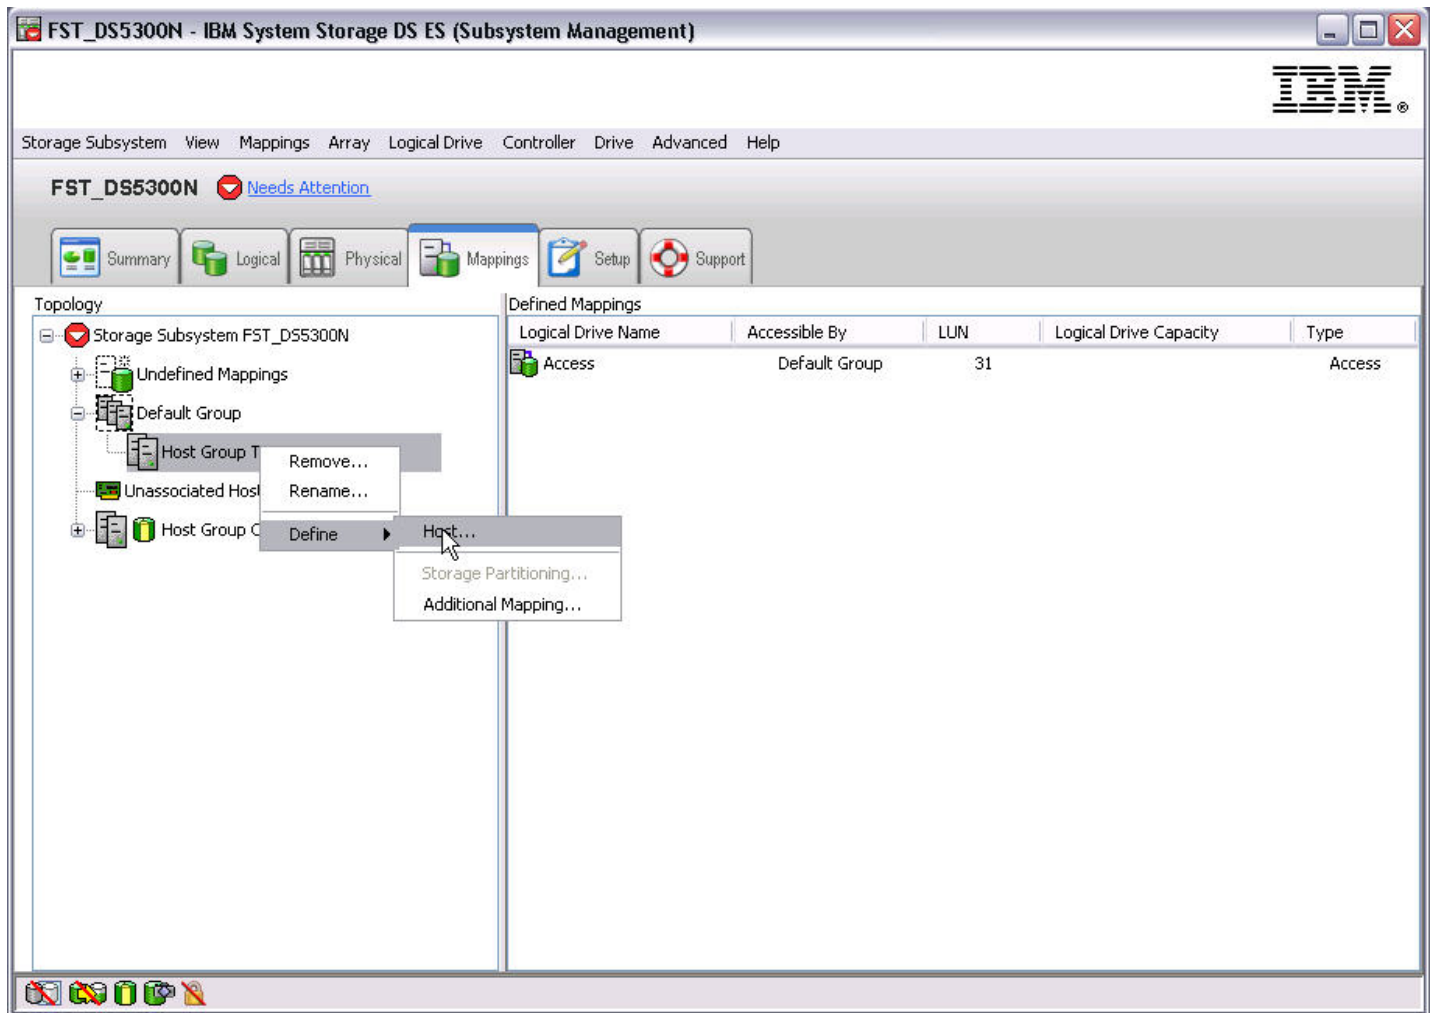 FST_DS5300N - IBM System Storage DS ES (Subsystem Management)
IBM®
Storage Subsystem View Mappings Array Logical Drive Controller Drive Advanced Help
FST_DS5300N Needs Attention
Summary Logical Physical Mappings Setup Support
Topology
Storage Subsystem FST_DS5300N
Undefined Mappings
Default Group
Host Group T
Unassociated Host
Host Group
Remove...
Rename...
Define
Host...
Storage Partitioning...
Additional Mapping...
Defined Mappings
Logical Drive Name Accessible By LUN Logical Drive Capacity Type
Access Default Group 31 Access